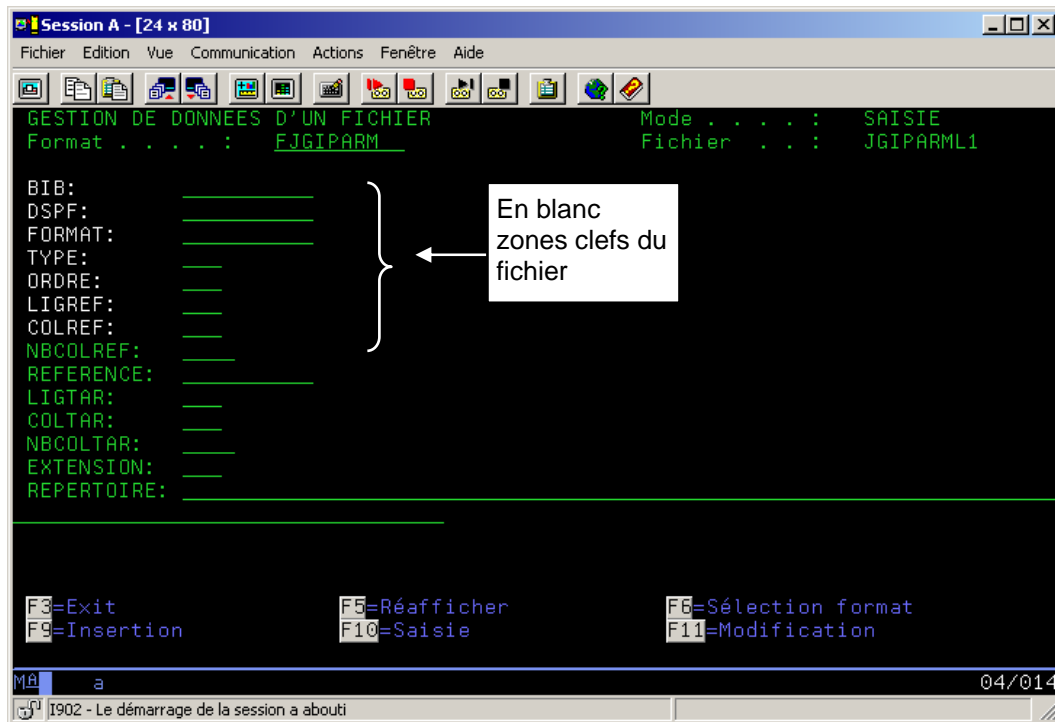 Session A - [24 x 80]
Fichier Edition Vue Communication Actions Fenêtre Aide
GESTION DE DONNEES D'UN FICHIER Mode . . . . : SAISIE
Format . . . . : FJGIPARM Fichier . . : JGIPARML1
BIB:
DSPF:
FORMAT:
TYPE:
ORDRE:
LIGREF:
COLREF:
NBCOLREF:
REFERENCE:
LIGTAR:
COLTAR:
NBCOLTAR:
EXTENSION:
REPERTOIRE:
En blanc
zones clefs du
fichier
F3=Exit F5=Réafficher F6=Sélection format
F9=Insertion F10=Saisie F11=Modification
MA a 04/014
I902 - Le démarrage de la session a abouti